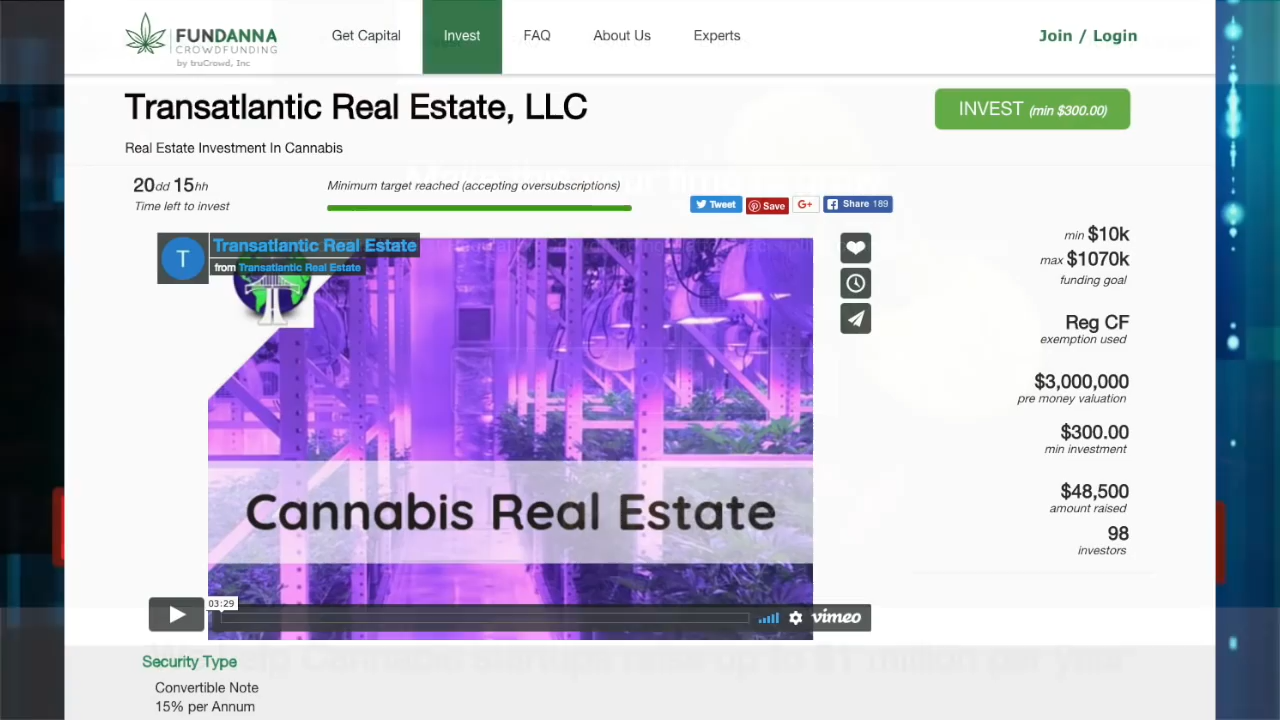 FUNDANNA
CROWDFUNDING
by truCrowd, Inc
Get Capital
Invest
FAQ
About Us
Experts
Join / Login
Transatlantic Real Estate, LLC
INVEST (min $300.00)
Real Estate Investment In Cannabis
20dd 15hh
Time left to invest
Minimum target reached (accepting oversubscriptions)
Tweet
Save
G+
Share 189
T
Transatlantic Real Estate
from Transatlantic Real Estate
min $10k
max $1070k
funding goal
Reg CF
exemption used
$3,000,000
pre money valuation
$300.00
min investment
$48,500
amount raised
98
investors
Cannabis Real Estate
03:29
vimeo
Security Type
Convertible Note
15% per Annum